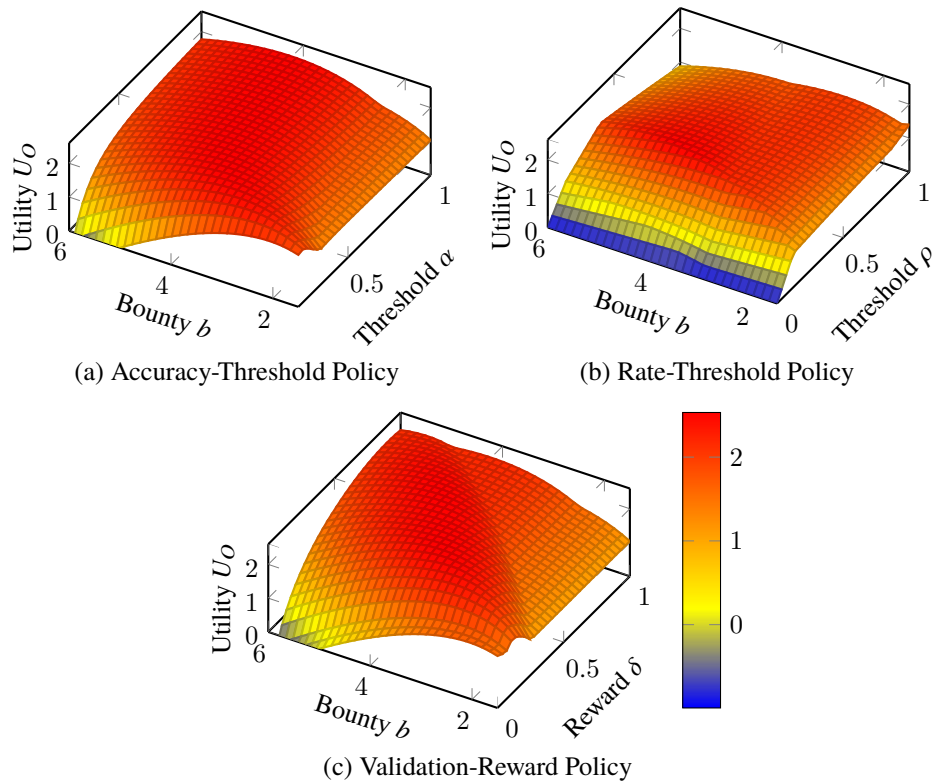 2
1
0
Utility U_O
6
4
2
Bounty b
0.5
1
Threshold α
(a) Accuracy-Threshold Policy
2
1
0
Utility U_O
6
4
2
Bounty b
0
0.5
1
Threshold ρ
(b) Rate-Threshold Policy
2
1
0
Utility U_O
6
4
2
Bounty b
0
0.5
1
Reward δ
2
1
0
(c) Validation-Reward Policy